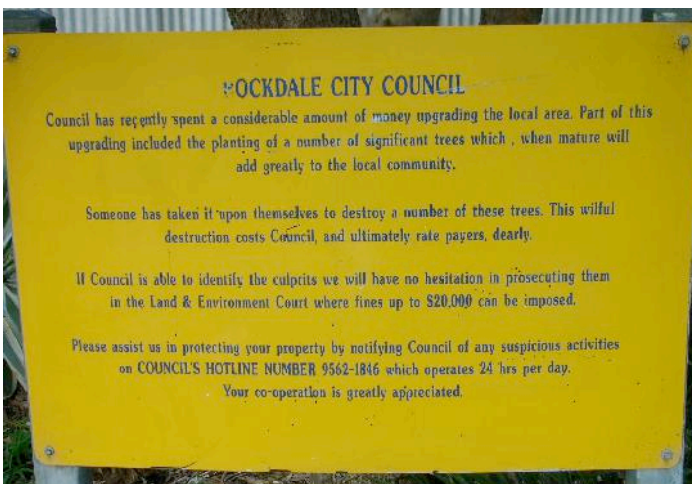 ROCKDALE CITY COUNCIL
Council has recently spent a considerable amount of money upgrading the local area. Part of this
upgrading included the planting of a number of significant trees which , when mature will
add greatly to the local community.
Someone has taken it upon themselves to destroy a number of these trees. This wilful
destruction costs Council, and ultimately rate payers, dearly.
If Council is able to identify the culprits we will have no hesitation in prosecuting them
in the Land & Environment Court where fines up to $20,000 can be imposed.
Please assist us in protecting your property by notifying Council of any suspicious activities
on COUNCIL'S HOTLINE NUMBER 9562-1846 which operates 24 hrs per day.
Your co-operation is greatly appreciated.